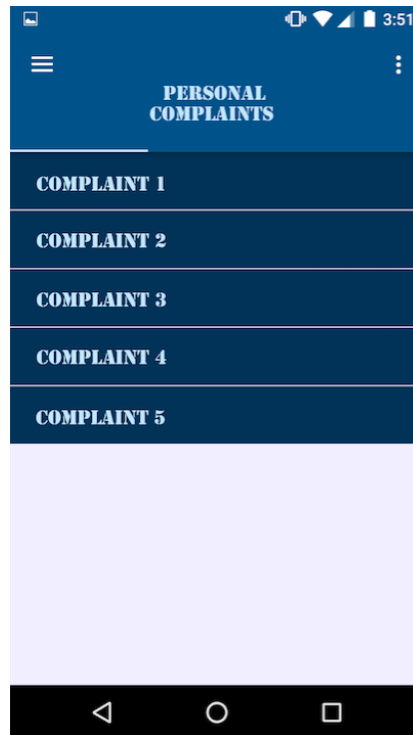 3:51
PERSONAL
COMPLAINTS
COMPLAINT 1
COMPLAINT 2
COMPLAINT 3
COMPLAINT 4
COMPLAINT 5